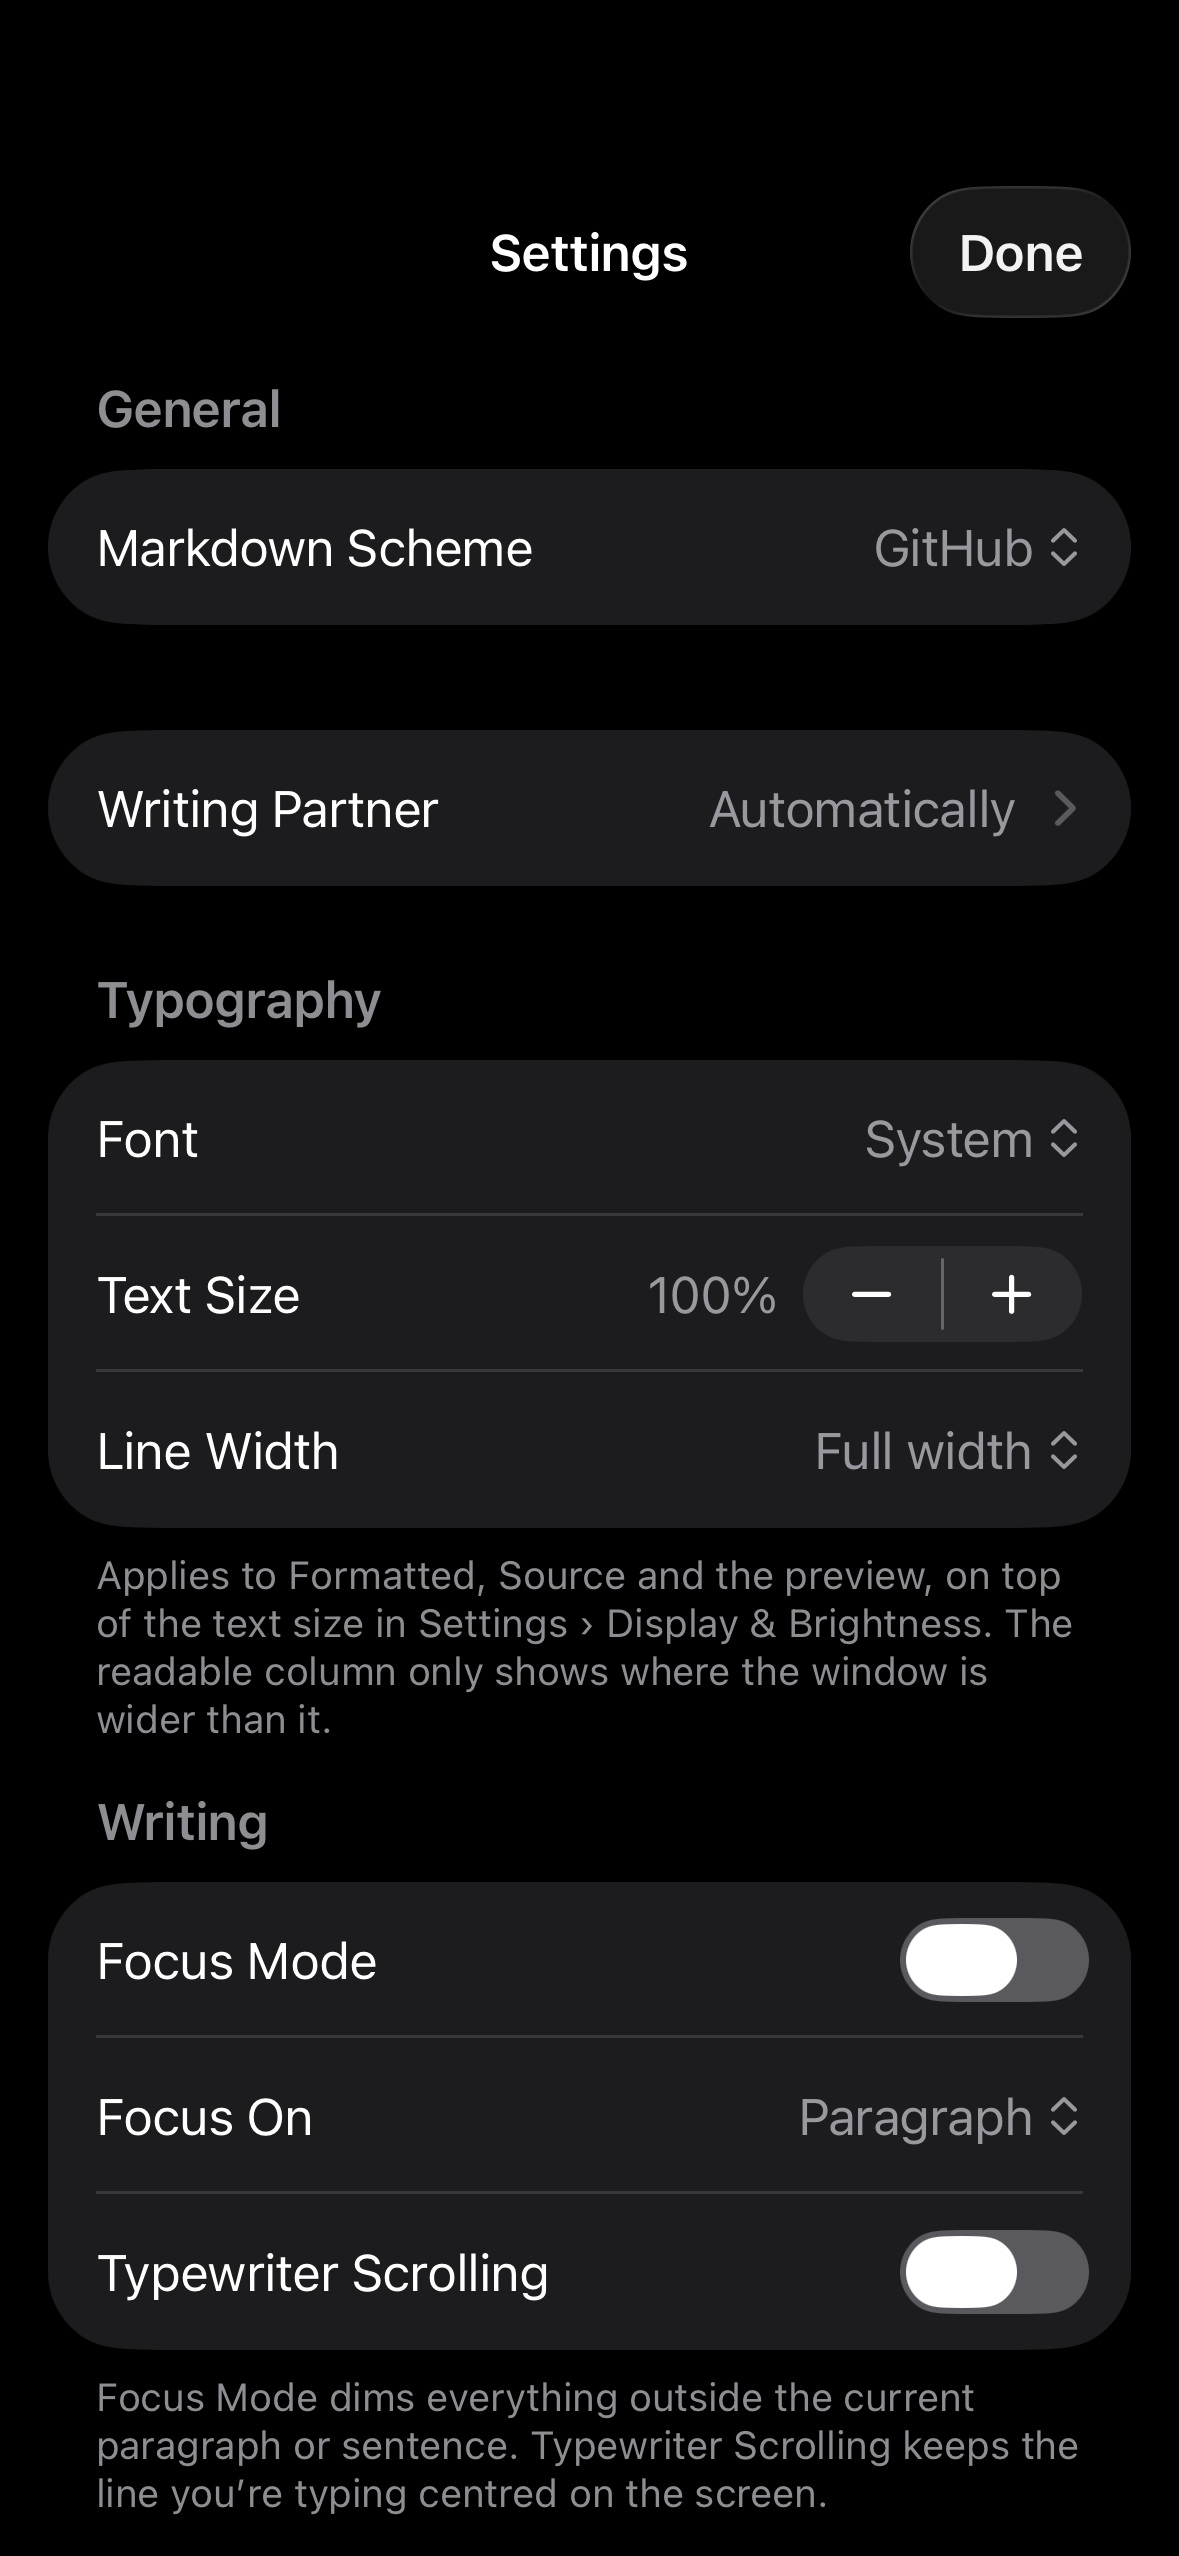 Settings
Done
General
Markdown Scheme
GitHub
Writing Partner
Automatically
Typography
Font
System
Text Size
100%
Line Width
Full width
Applies to Formatted, Source and the preview, on top
of the text size in Settings › Display & Brightness. The
readable column only shows where the window is
wider than it.
Writing
Focus Mode
Focus On
Paragraph
Typewriter Scrolling
Focus Mode dims everything outside the current
paragraph or sentence. Typewriter Scrolling keeps the
line you’re typing centred on the screen.